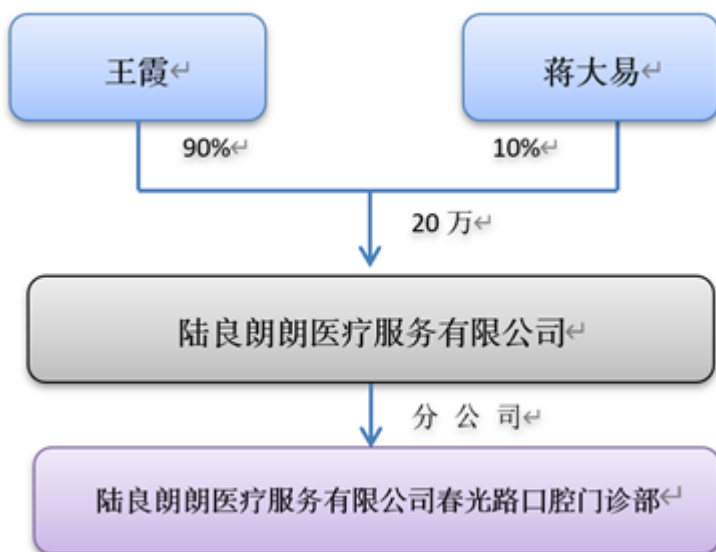 王霞↵
蒋大易↵
90%↵
10%↵
20 万↵
陆良朗朗医疗服务有限公司↵
分 公 司↵
陆良朗朗医疗服务有限公司春光路口腔门诊部↵